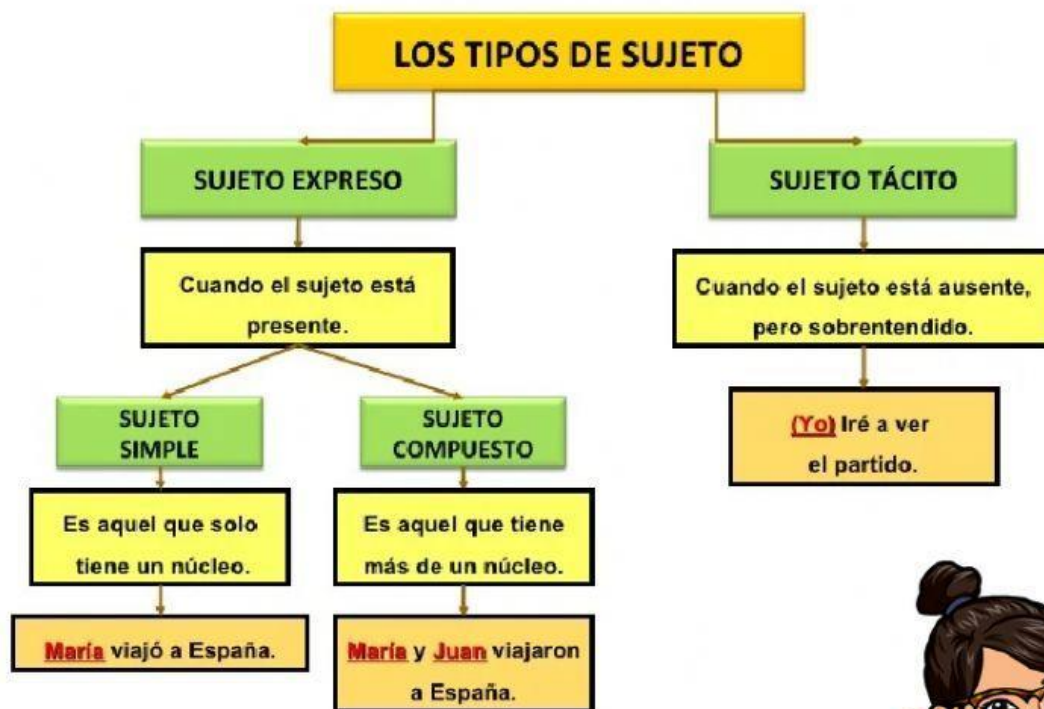 LOS TIPOS DE SUJETO
SUJETO EXPRESO
Cuando el sujeto está
presente.
SUJETO
SIMPLE
Es aquel que solo
tiene un núcleo.
María viajó a España.
SUJETO
COMPUESTO
Es aquel que tiene
más de un núcleo.
María y Juan viajaron
a España.
SUJETO TÁCITO
Cuando el sujeto está ausente,
pero sobrentendido.
(Yo) Iré a ver
el partido.